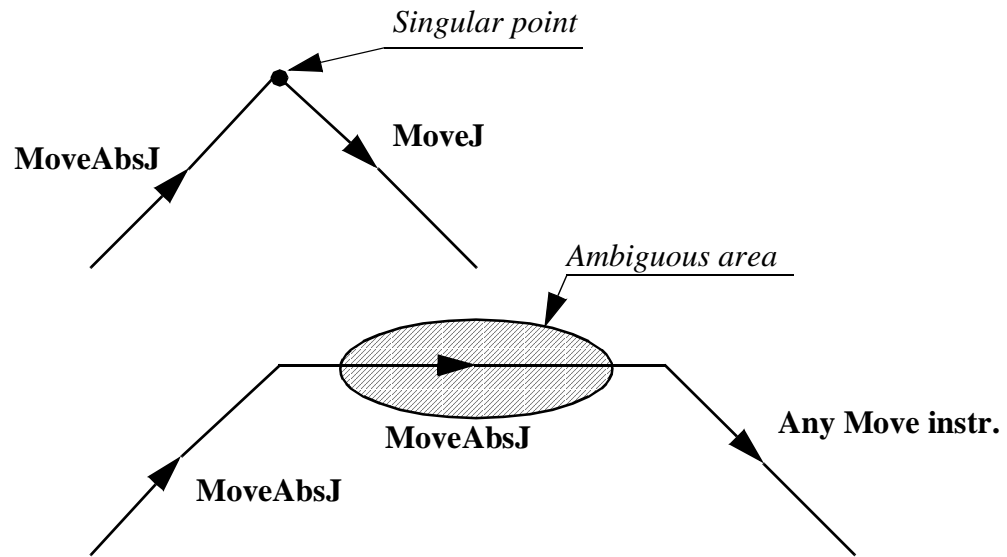 Singular point
MoveAbsJ
MoveJ
Ambiguous area
MoveAbsJ
Any Move instr.
MoveAbsJ